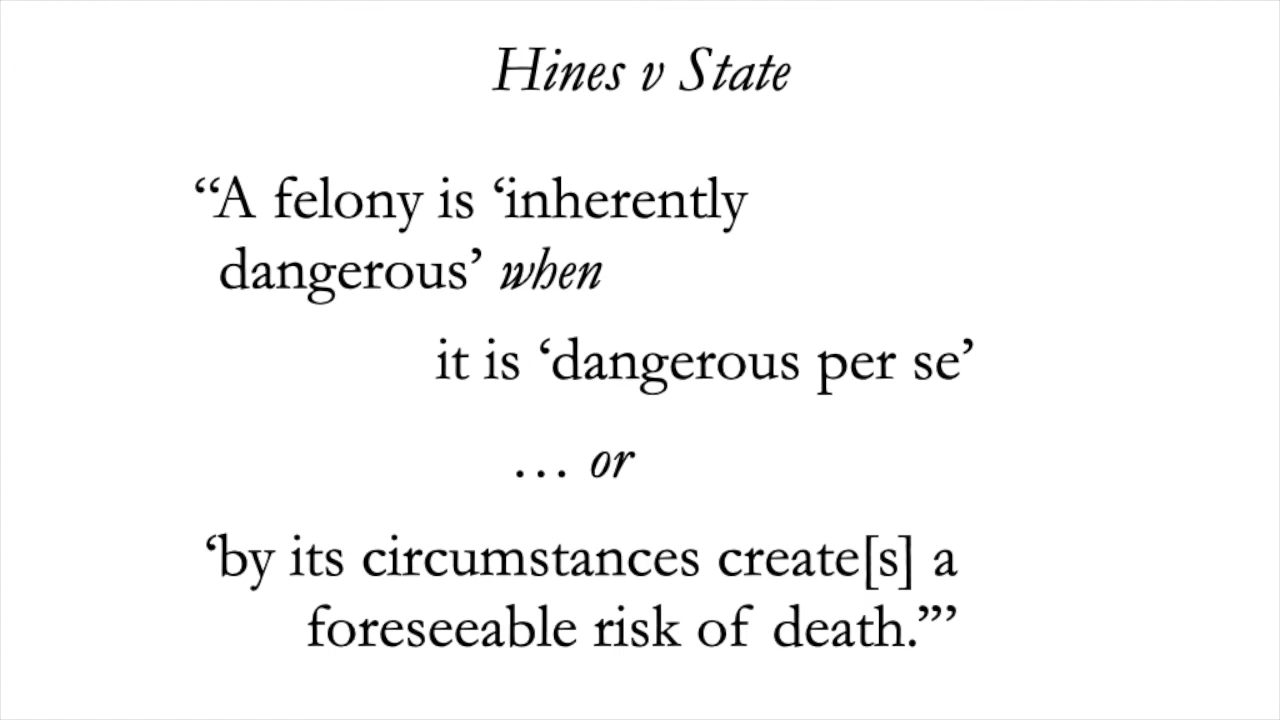 Hines v State
“A felony is ‘inherently
dangerous’ when
it is ‘dangerous per se’
… or
‘by its circumstances create[s] a
foreseeable risk of death.”’